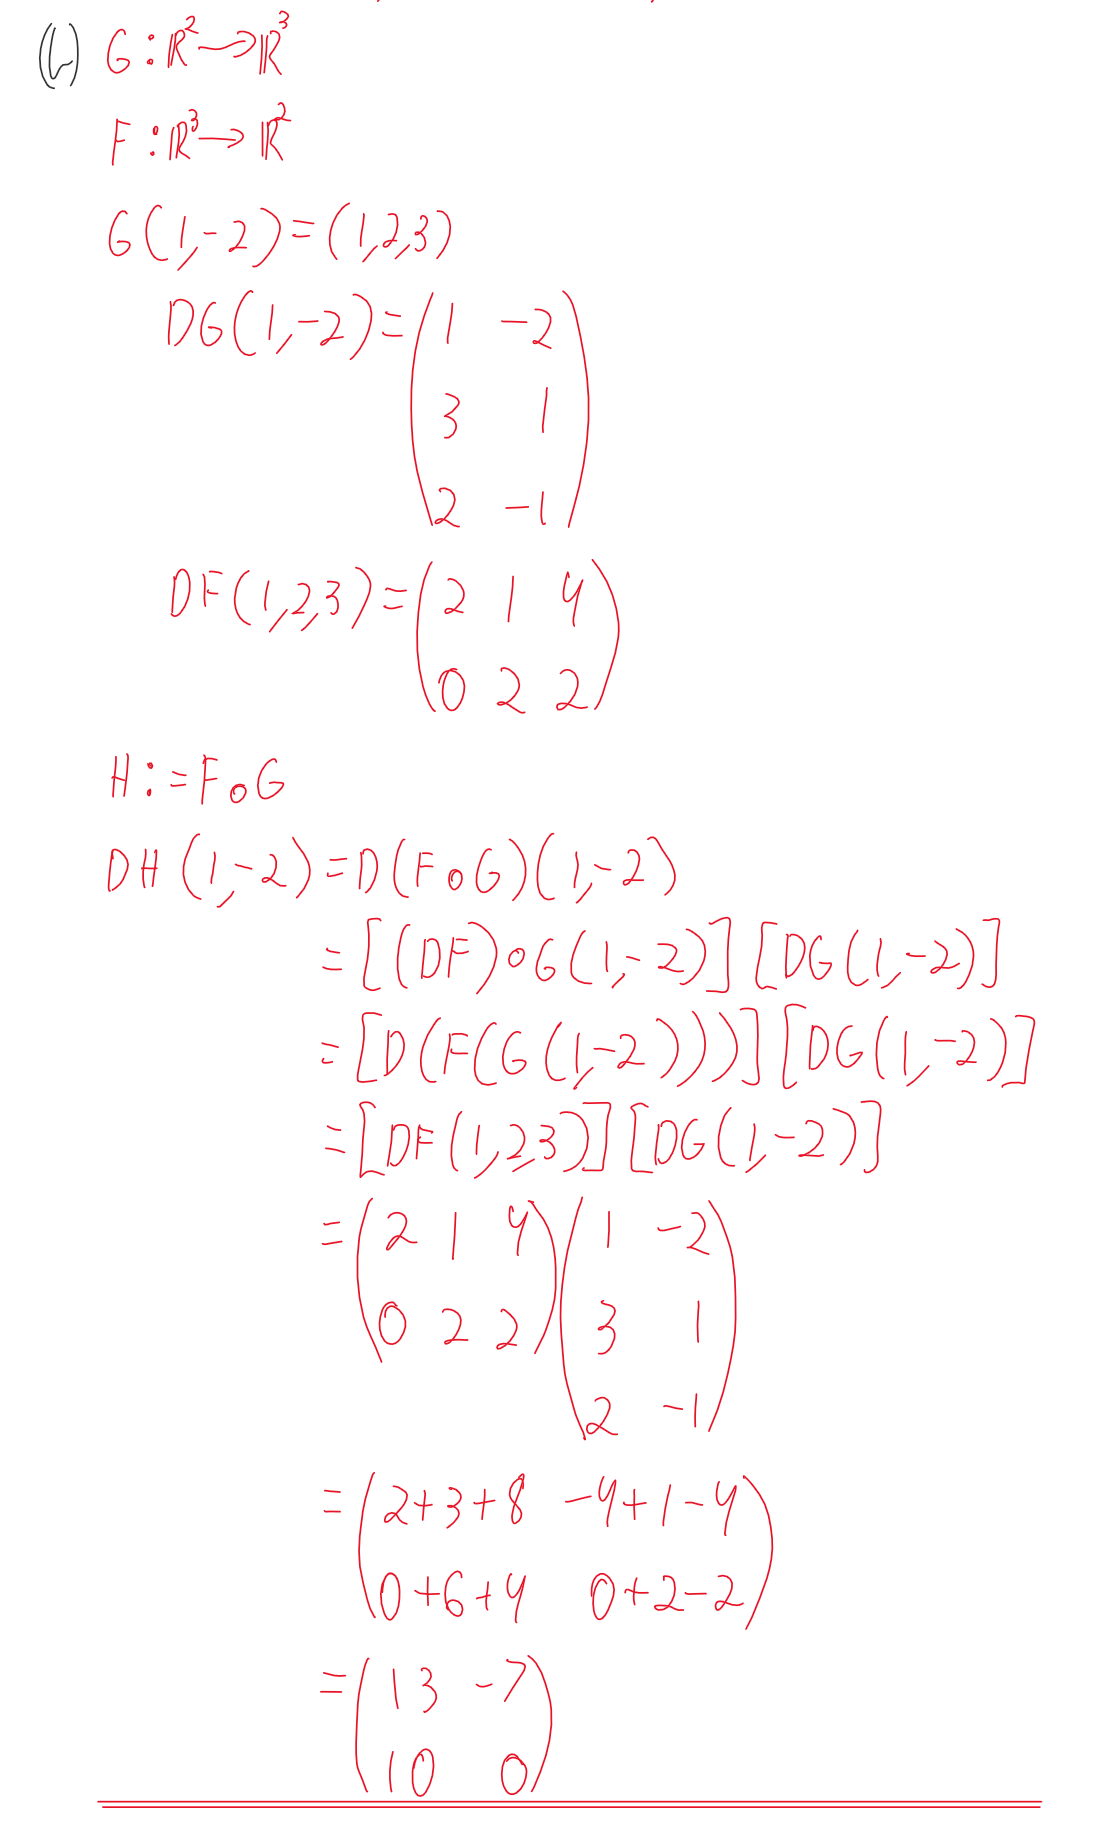 (L) G:ℝ²→ℝ³
F:ℝ³→ℝ²
G(1,-2)=(1,2,3)
DG(1,-2)=(1 -2
3 1
2 -1)
DF(1,2,3)=(2 1 4
0 2 2)
H:=F∘G
DH(1,-2)=D(F∘G)(1,-2)
=[(DF)∘G(1,-2)][DG(1,-2)]
=[D(F(G(1,-2)))][DG(1,-2)]
=[DF(1,2,3)][DG(1,-2)]
=(2 1 4)(1 -2
0 2 2 3 1
2 -1)
=(2+3+8 -4+1-4
0+6+4 0+2-2)
=(13 -7
10 0)